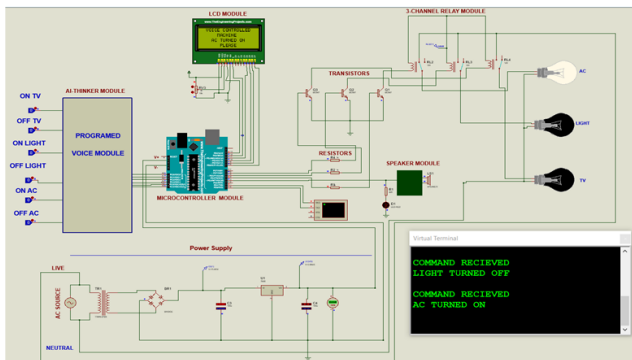 LCD MODULE
VOICE CONTROLLED
MACHINE
AC TURNED ON
PLEASE
3-CHANNEL RELAY MODULE
TRANSISTORS
AI-THINKER MODULE
PROGRAMED
VOICE MODULE
ON TV
OFF TV
ON LIGHT
OFF LIGHT
ON AC
OFF AC
MICROCONTROLLER MODULE
RESISTORS
SPEAKER MODULE
AC
LIGHT
TV
Power Supply
LIVE
AC SOURCE
NEUTRAL
Virtual Terminal
COMMAND RECIEVED
LIGHT TURNED OFF
COMMAND RECIEVED
AC TURNED ON